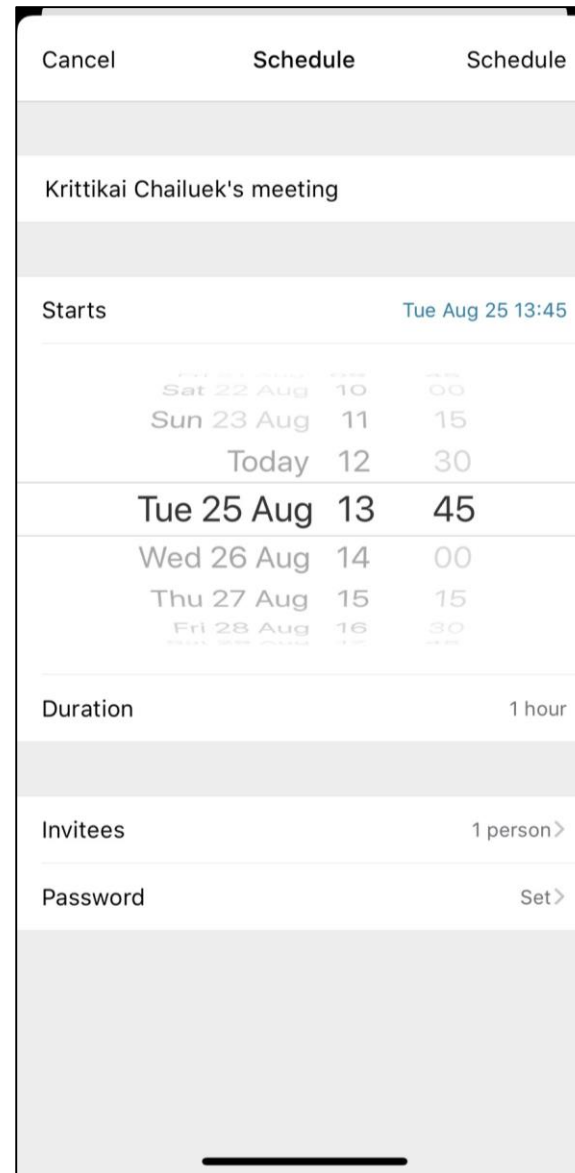 Cancel Schedule Schedule
Krittikai Chailuek's meeting
Starts Tue Aug 25 13:45
Sat 22 Aug 10 00
Sun 23 Aug 11 15
Today 12 30
Tue 25 Aug 13 45
Wed 26 Aug 14 00
Thu 27 Aug 15 15
Fri 28 Aug 16 30
Duration 1 hour
Invitees 1 person
Password Set